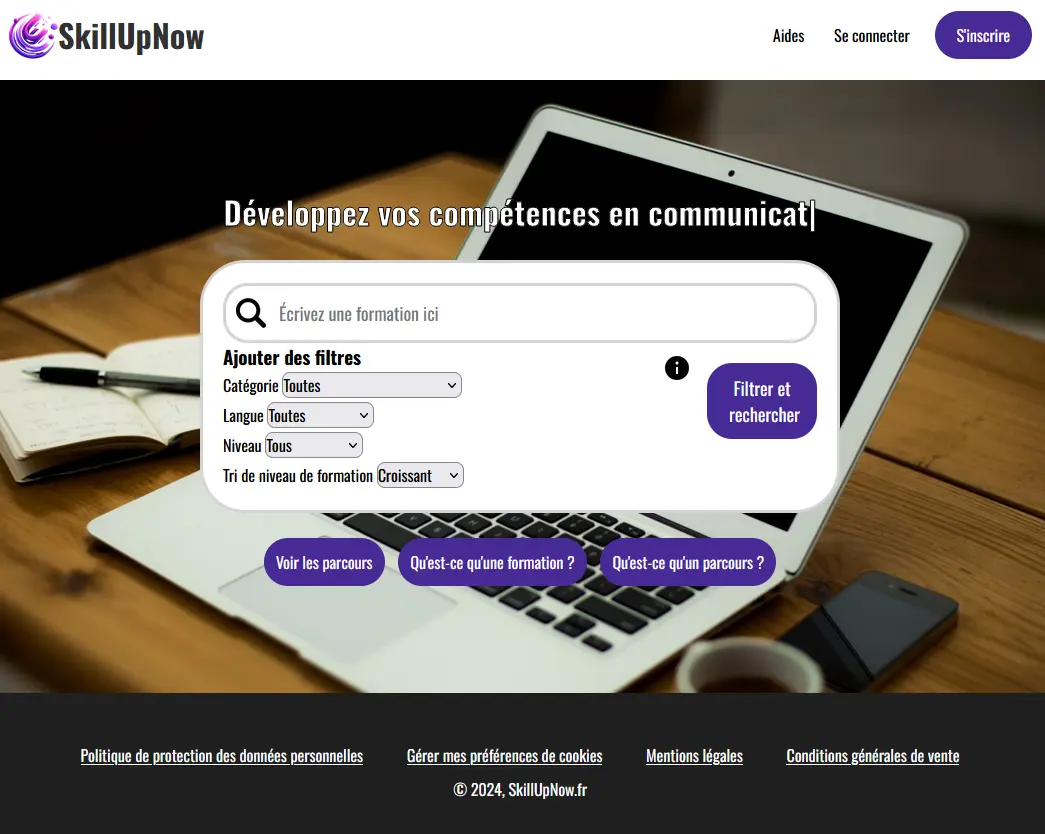 SkillUpNow
Aides
Se connecter
S'inscrire
Développez vos compétences en communicat|
Écrivez une formation ici
Ajouter des filtres
Catégorie Toutes
Langue Toutes
Niveau Tous
Tri de niveau de formation Croissant
Filtrer et
rechercher
Voir les parcours
Qu'est-ce qu'une formation ?
Qu'est-ce qu'un parcours ?
Politique de protection des données personnelles
Gérer mes préférences de cookies
Mentions légales
Conditions générales de vente
© 2024, SkillUpNow.fr